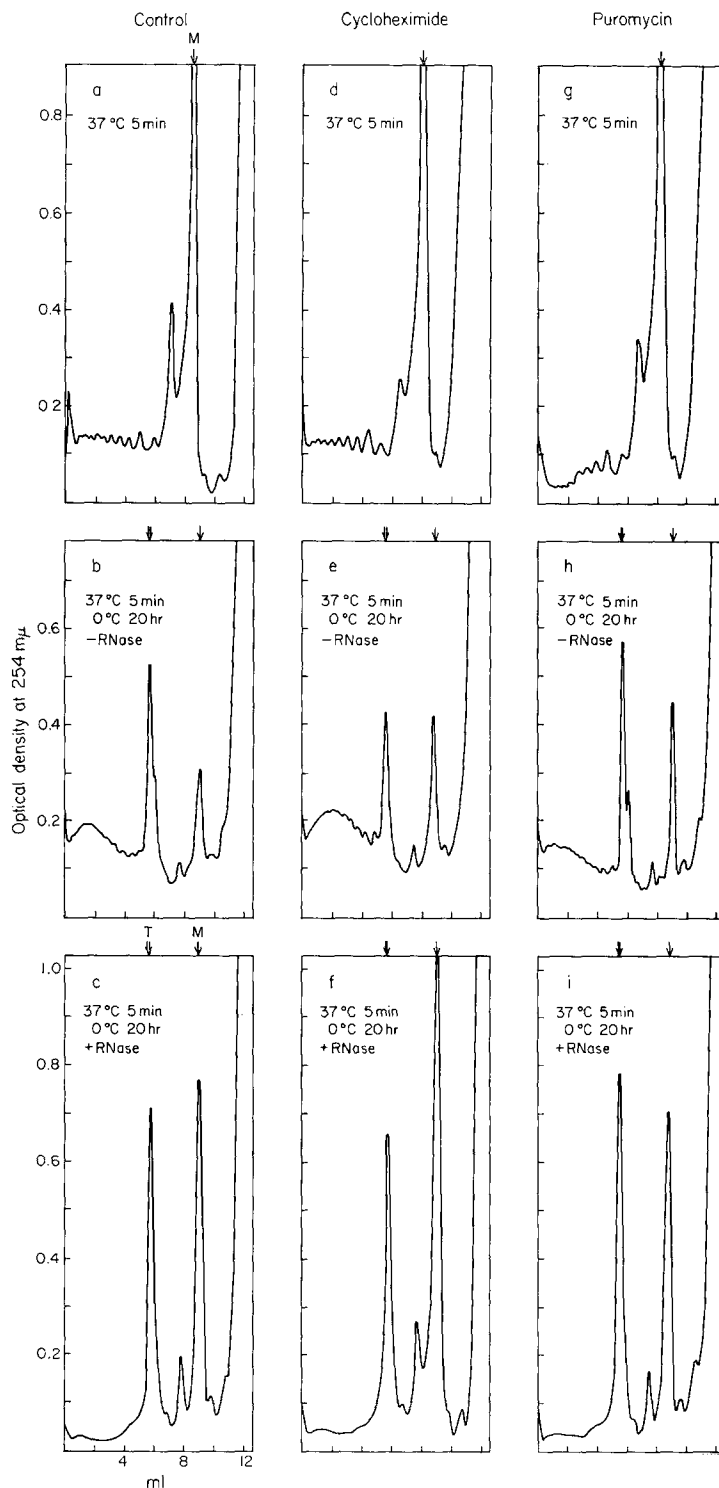 Control
Cycloheximide
Puromycin
M
a
37 °C 5 min
d
37 °C 5 min
g
37 °C 5 min
0.8
0.6
0.4
0.2
b
37 °C 5 min
0 °C 20 hr
−RNase
e
37 °C 5 min
0 °C 20 hr
−RNase
h
37 °C 5 min
0 °C 20 hr
−RNase
0.6
0.4
0.2
Optical density at 254 mμ
T M
c
37 °C 5 min
0 °C 20 hr
+RNase
f
37 °C 5 min
0 °C 20 hr
+RNase
i
37 °C 5 min
0 °C 20 hr
+RNase
1.0
0.8
0.6
0.4
0.2
4 8 12
ml